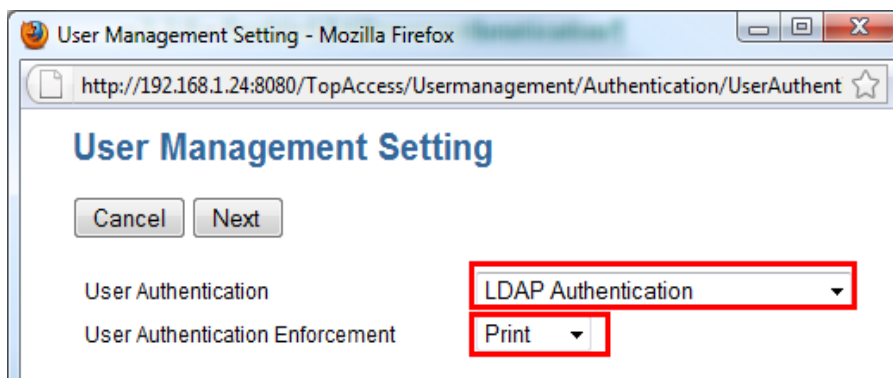 User Management Setting - Mozilla Firefox
http://192.168.1.24:8080/TopAccess/Usermanagement/Authentication/UserAuthent
User Management Setting
Cancel Next
User Authentication LDAP Authentication
User Authentication Enforcement Print